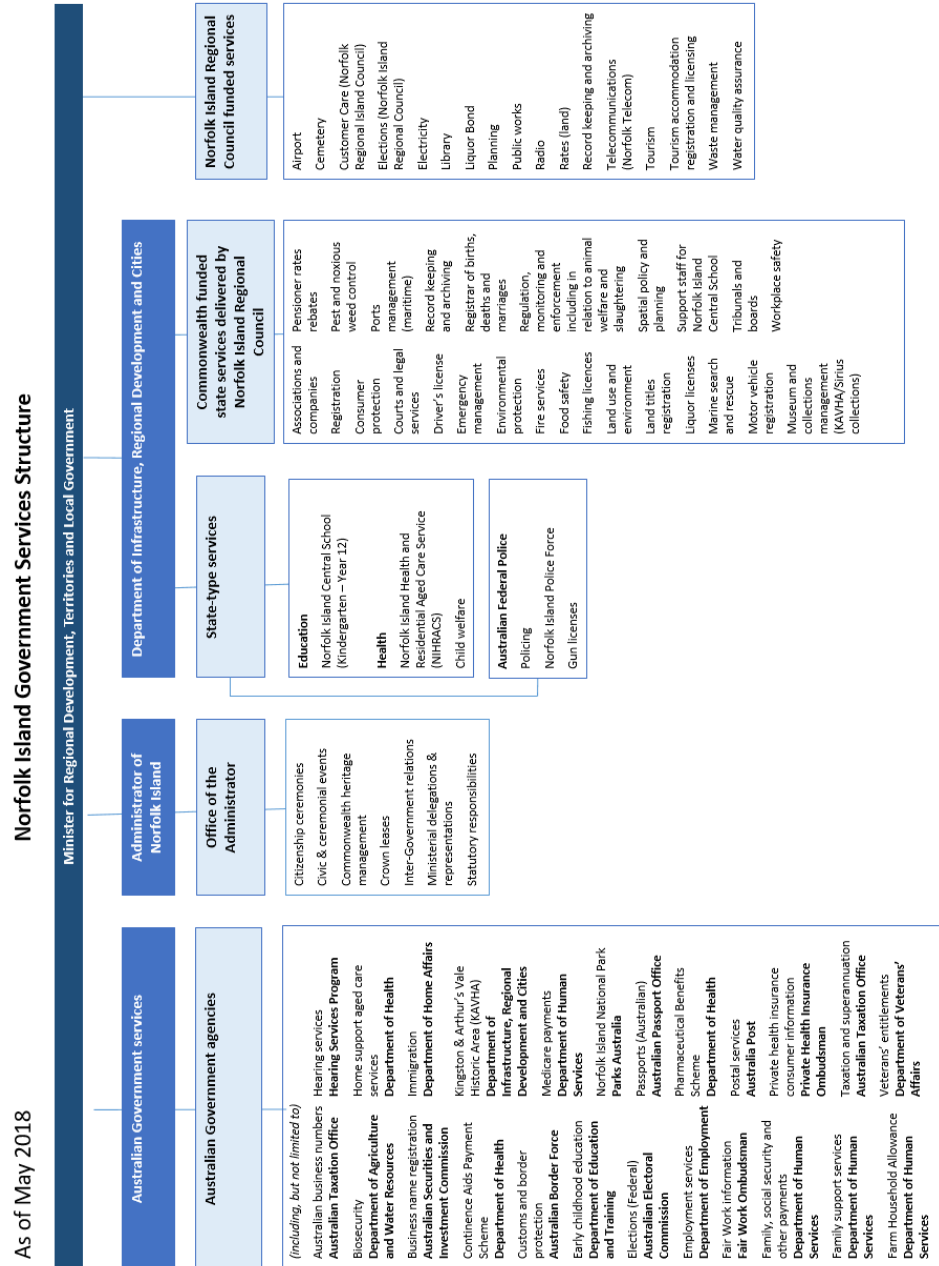 As of May 2018
Norfolk Island Government Services Structure
Minister for Regional Development, Territories and Local Government
Australian Government services
Australian Government agencies
(including, but not limited to)
Australian business numbers
Australian Taxation Office
Biosecurity
Department of Agriculture
and Water Resources
Business name registration
Australian Securities and
Investment Commission
Continence Aids Payment
Scheme
Department of Health
Customs and border
protection
Australian Border Force
Early childhood education
Department of Education
and Training
Elections (Federal)
Australian Electoral
Commission
Employment services
Department of Employment
Fair Work Information
Fair Work Ombudsman
Family, social security and
other payments
Department of Human
Services
Family support services
Department of Human
Services
Farm Household Allowance
Department of Human
Services
Hearing services
Hearing Services Program
Home support aged care
services
Department of Health
Immigration
Department of Home Affairs
Kingston & Arthur's Vale
Historic Area (KAVHA)
Department of
Infrastructure, Regional
Development and Cities
Medicare payments
Department of Human
Services
Norfolk Island National Park
Parks Australia
Passports (Australian)
Australian Passport Office
Pharmaceutical Benefits
Scheme
Department of Health
Postal services
Australia Post
Private health insurance
consumer information
Private Health Insurance
Ombudsman
Taxation and superannuation
Australian Taxation Office
Veterans' entitlements
Department of Veterans'
Affairs
Administrator of
Norfolk Island
Office of the
Administrator
Citizenship ceremonies
Civic & ceremonial events
Commonwealth heritage
management
Crown leases
Inter-Government relations
Ministerial delegations &
representations
Statutory responsibilities
Department of Infrastructure, Regional Development and Cities
State-type services
Education
Norfolk Island Central School
(Kindergarten – Year 12)
Health
Norfolk Island Health and
Residential Aged Care Service
(NIHRACS)
Child welfare
Australian Federal Police
Policing
Norfolk Island Police Force
Gun licenses
Commonwealth funded
state services delivered by
Norfolk Island Regional
Council
Associations and
companies
Registration
Consumer
protection
Courts and legal
services
Driver's license
Emergency
management
Environmental
protection
Fire services
Food safety
Fishing licences
Land use and
environment
Land titles
registration
Liquor licenses
Marine search
and rescue
Motor vehicle
registration
Museum and
collections
management
(KAVHA/Sirius
collections)
Pensioner rates
rebates
Pest and noxious
weed control
Ports
management
(maritime)
Record keeping
and archiving
Registrar of births,
deaths and
marriages
Regulation,
monitoring and
enforcement
including in
relation to animal
welfare and
slaughtering
Spatial policy and
planning
Support staff for
Norfolk Island
Central School
Tribunals and
boards
Workplace safety
Norfolk Island Regional
Council funded services
Airport
Cemetery
Customer Care (Norfolk
Regional Island Council)
Elections (Norfolk Island
Regional Council)
Electricity
Library
Liquor Bond
Planning
Public works
Radio
Rates (land)
Record keeping and archiving
Telecommunications
(Norfolk Telecom)
Tourism
Tourism accommodation
registration and licensing
Waste management
Water quality assurance